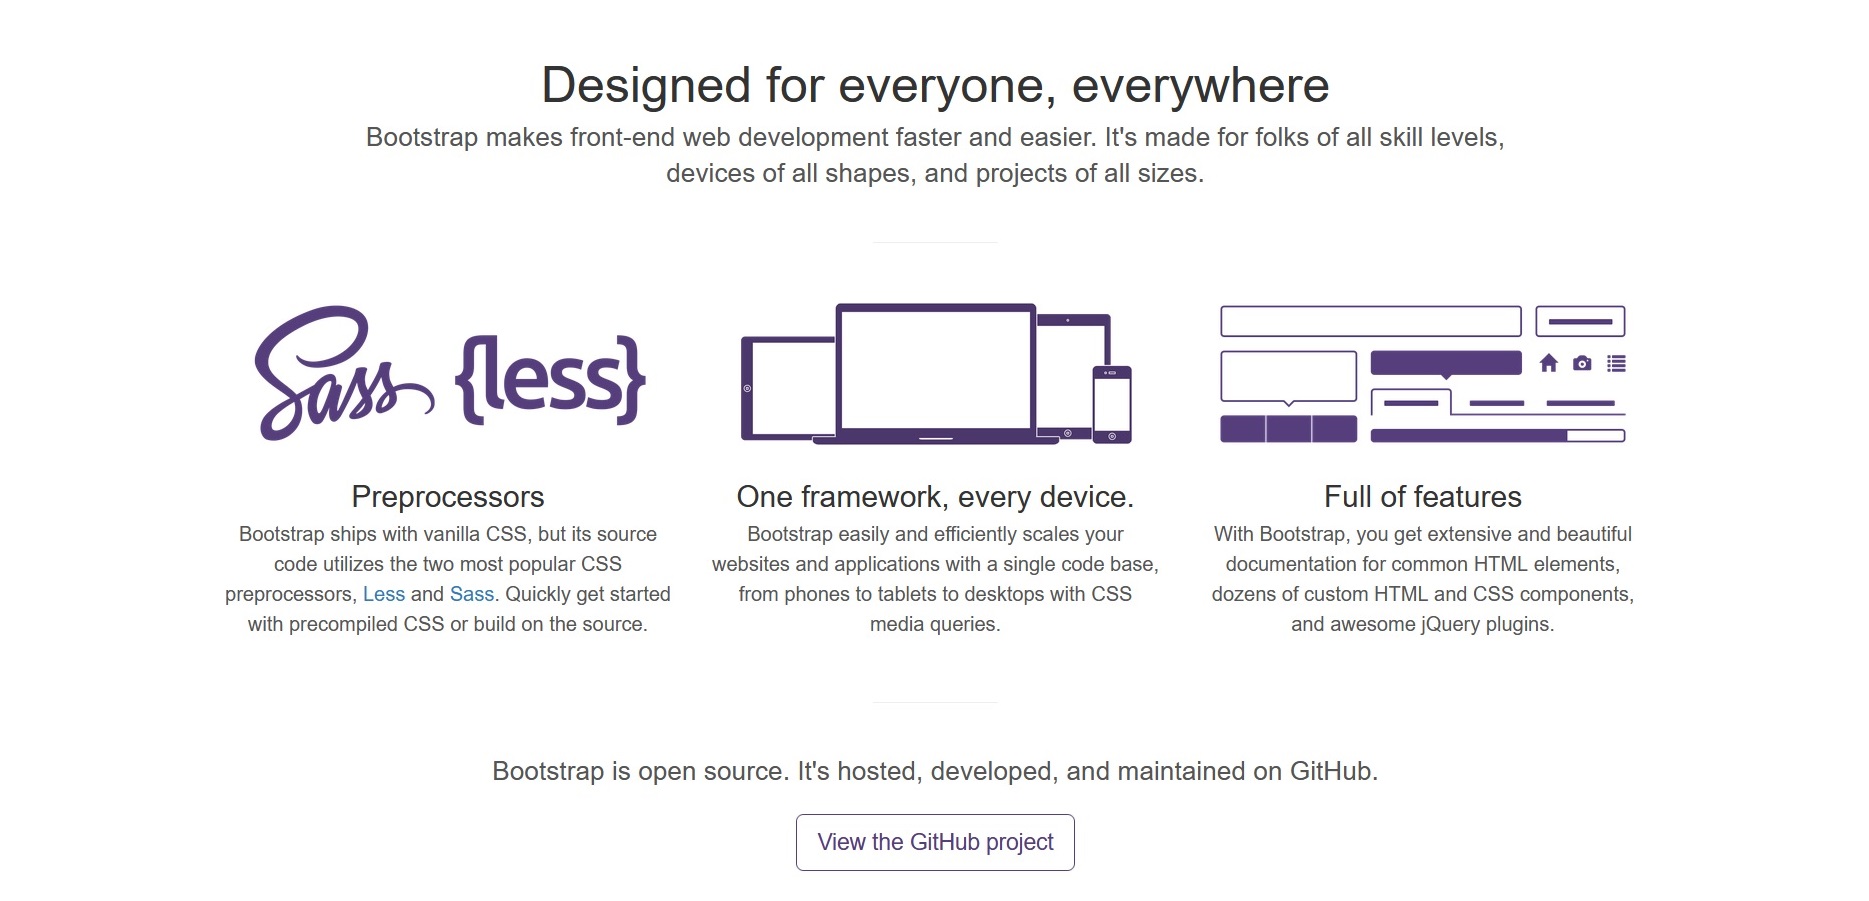 Designed for everyone, everywhere
Bootstrap makes front-end web development faster and easier. It's made for folks of all skill levels,
devices of all shapes, and projects of all sizes.
Sass {less}
Preprocessors
Bootstrap ships with vanilla CSS, but its source
code utilizes the two most popular CSS
preprocessors, Less and Sass. Quickly get started
with precompiled CSS or build on the source.
One framework, every device.
Bootstrap easily and efficiently scales your
websites and applications with a single code base,
from phones to tablets to desktops with CSS
media queries.
Full of features
With Bootstrap, you get extensive and beautiful
documentation for common HTML elements,
dozens of custom HTML and CSS components,
and awesome jQuery plugins.
Bootstrap is open source. It's hosted, developed, and maintained on GitHub.
View the GitHub project